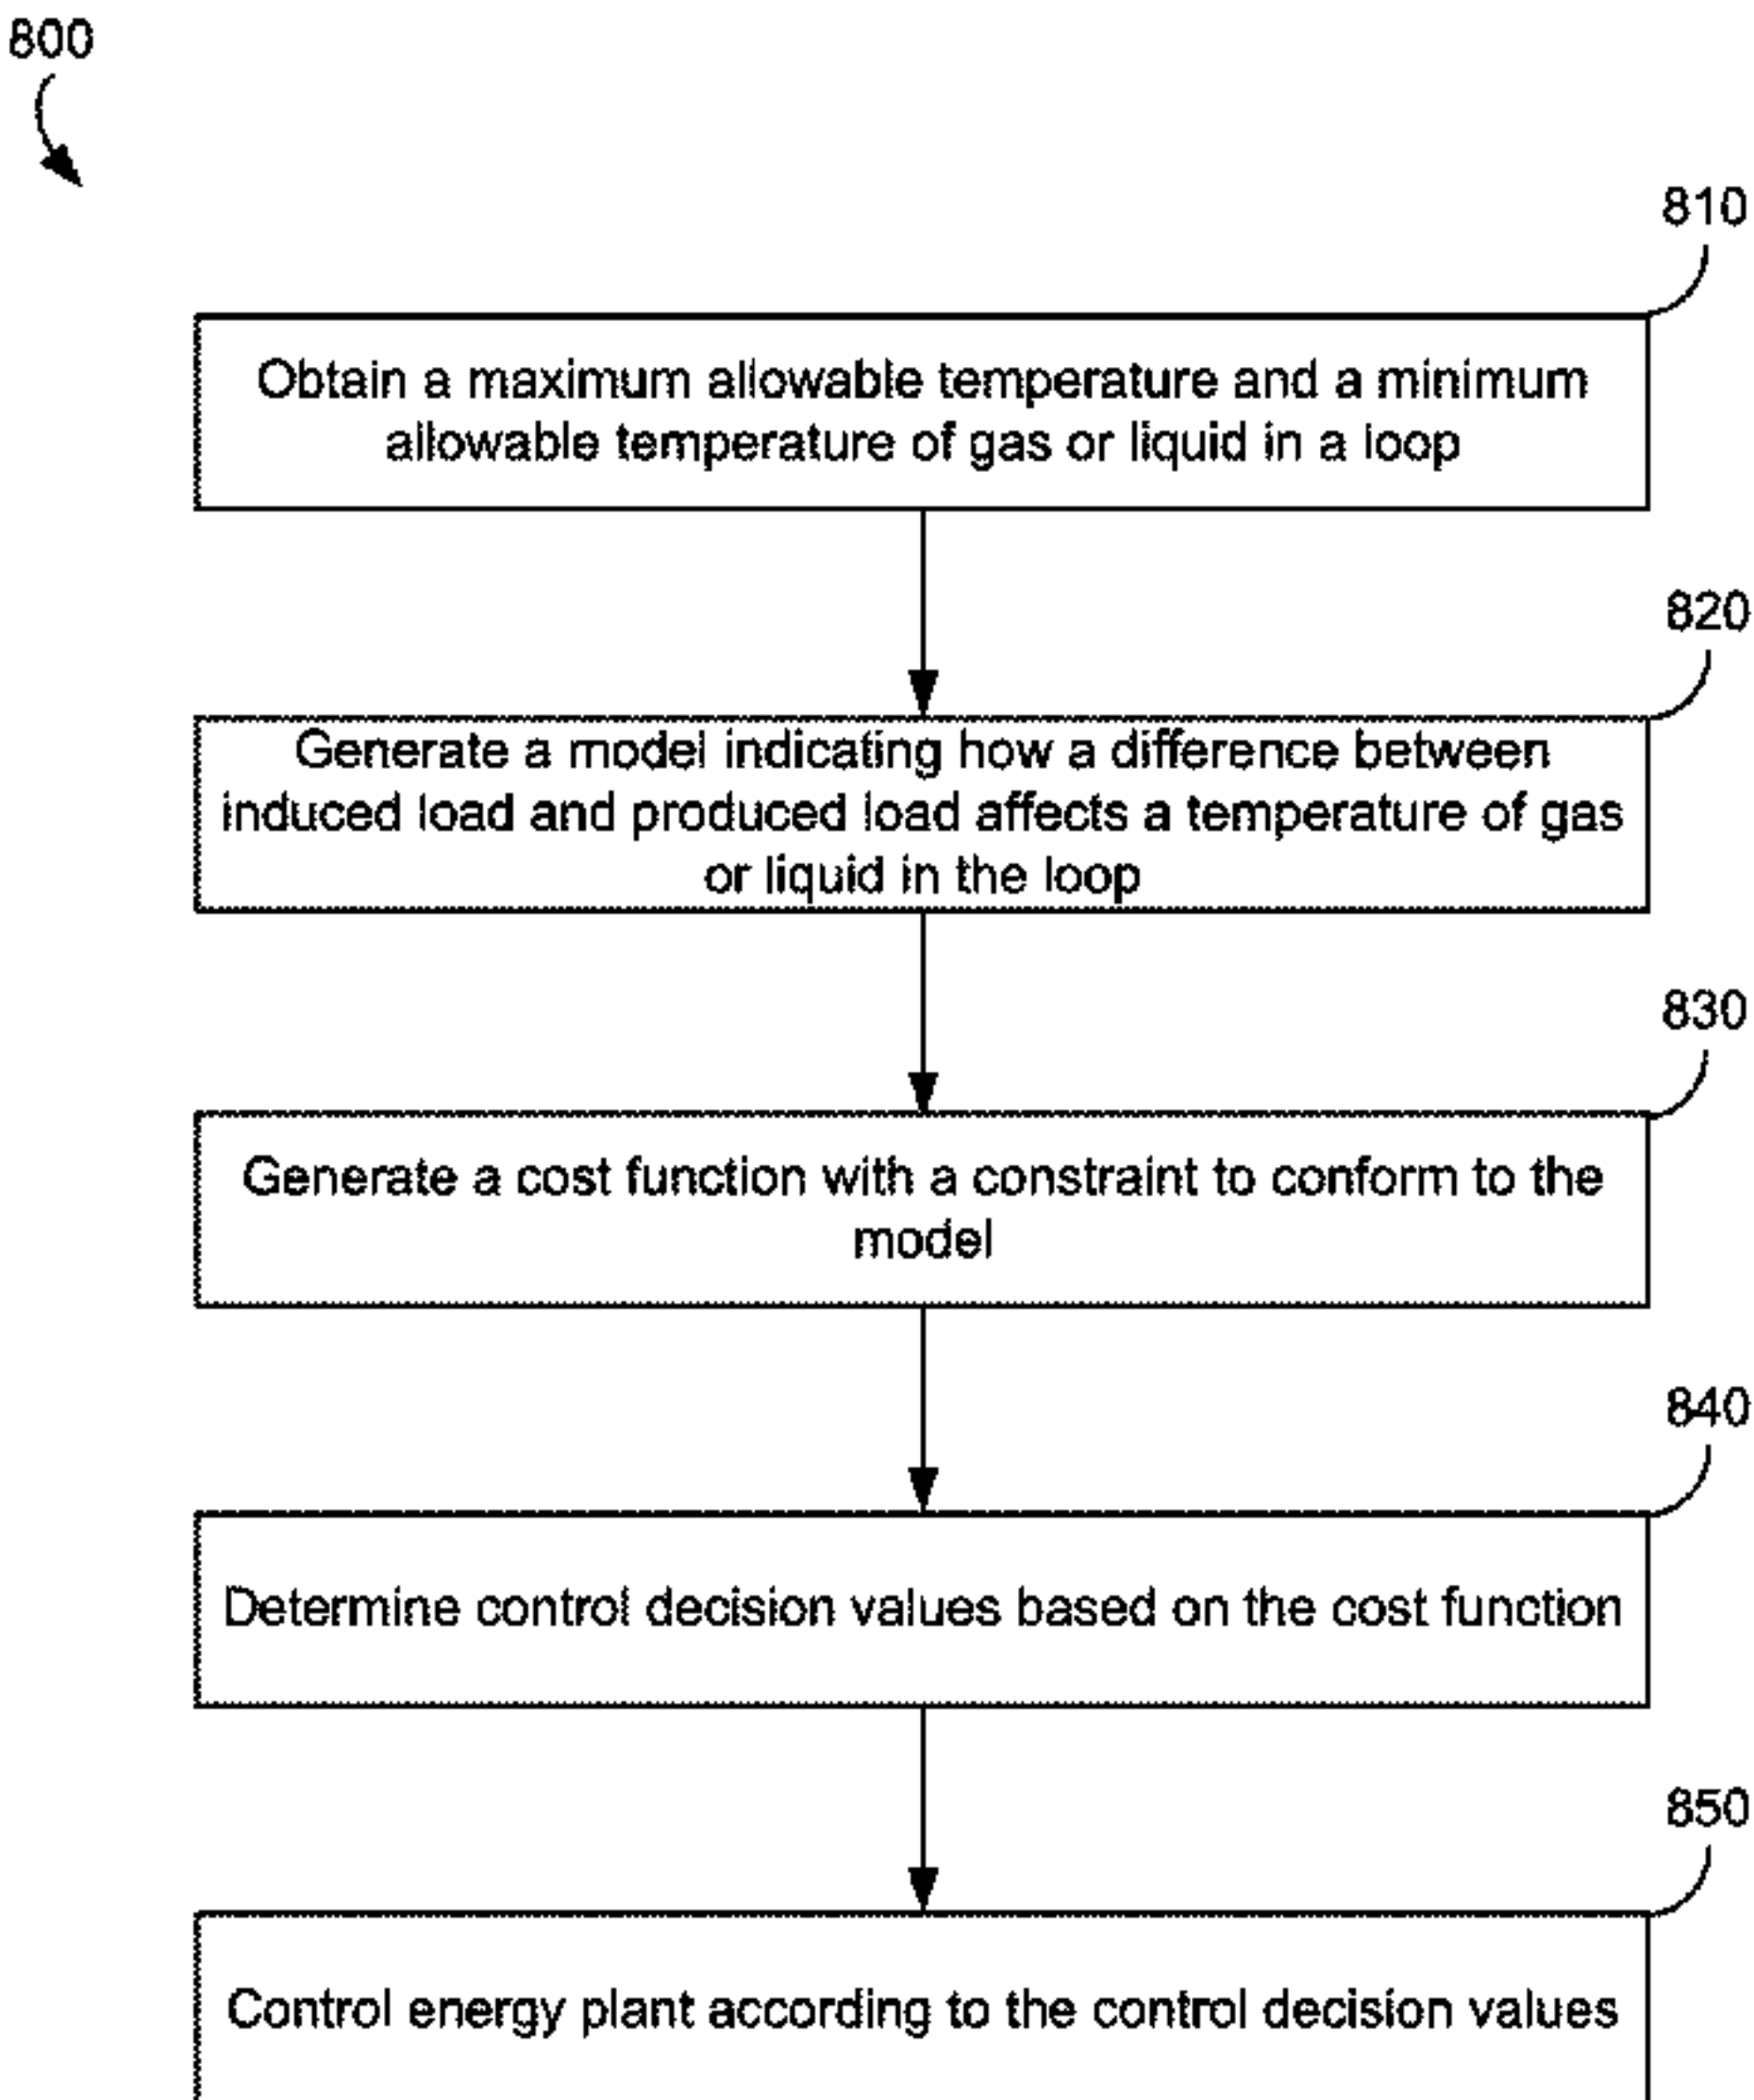 800
810
Obtain a maximum allowable temperature and a minimum
allowable temperature of gas or liquid in a loop
820
Generate a model indicating how a difference between
induced load and produced load affects a temperature of gas
or liquid in the loop
830
Generate a cost function with a constraint to conform to the
model
840
Determine control decision values based on the cost function
850
Control energy plant according to the control decision values